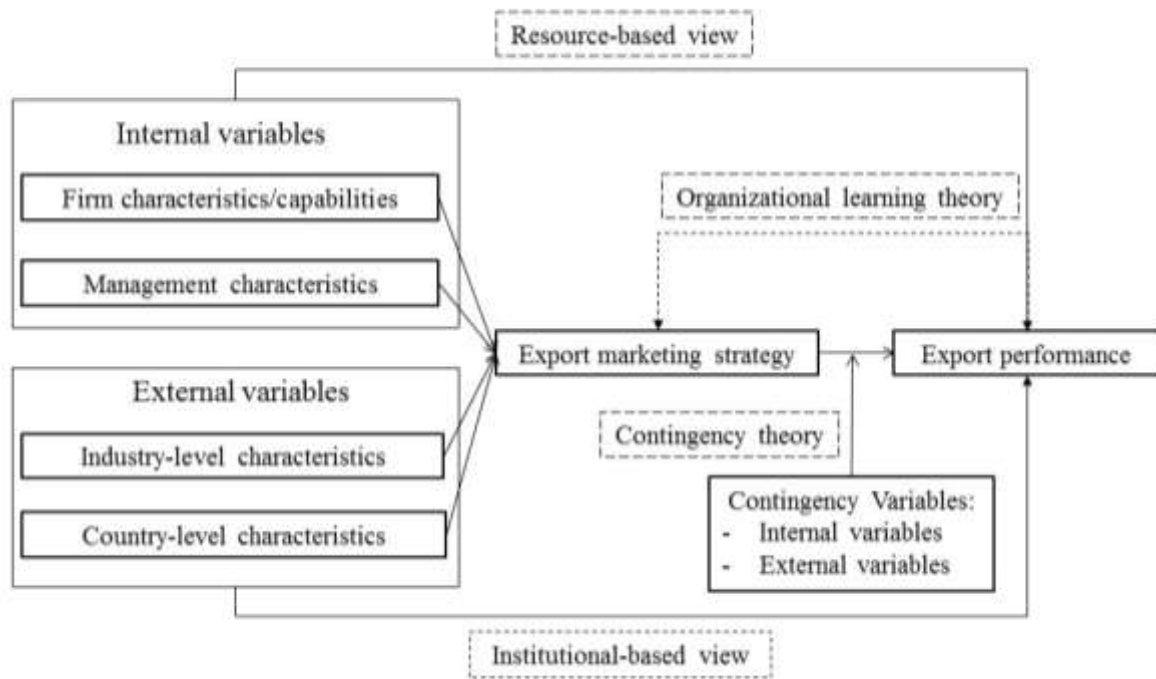 Resource-based view
Internal variables
Firm characteristics/capabilities
Management characteristics
Organizational learning theory
Export marketing strategy
Export performance
External variables
Industry-level characteristics
Country-level characteristics
Contingency theory
Contingency Variables:
- Internal variables
- External variables
Institutional-based view